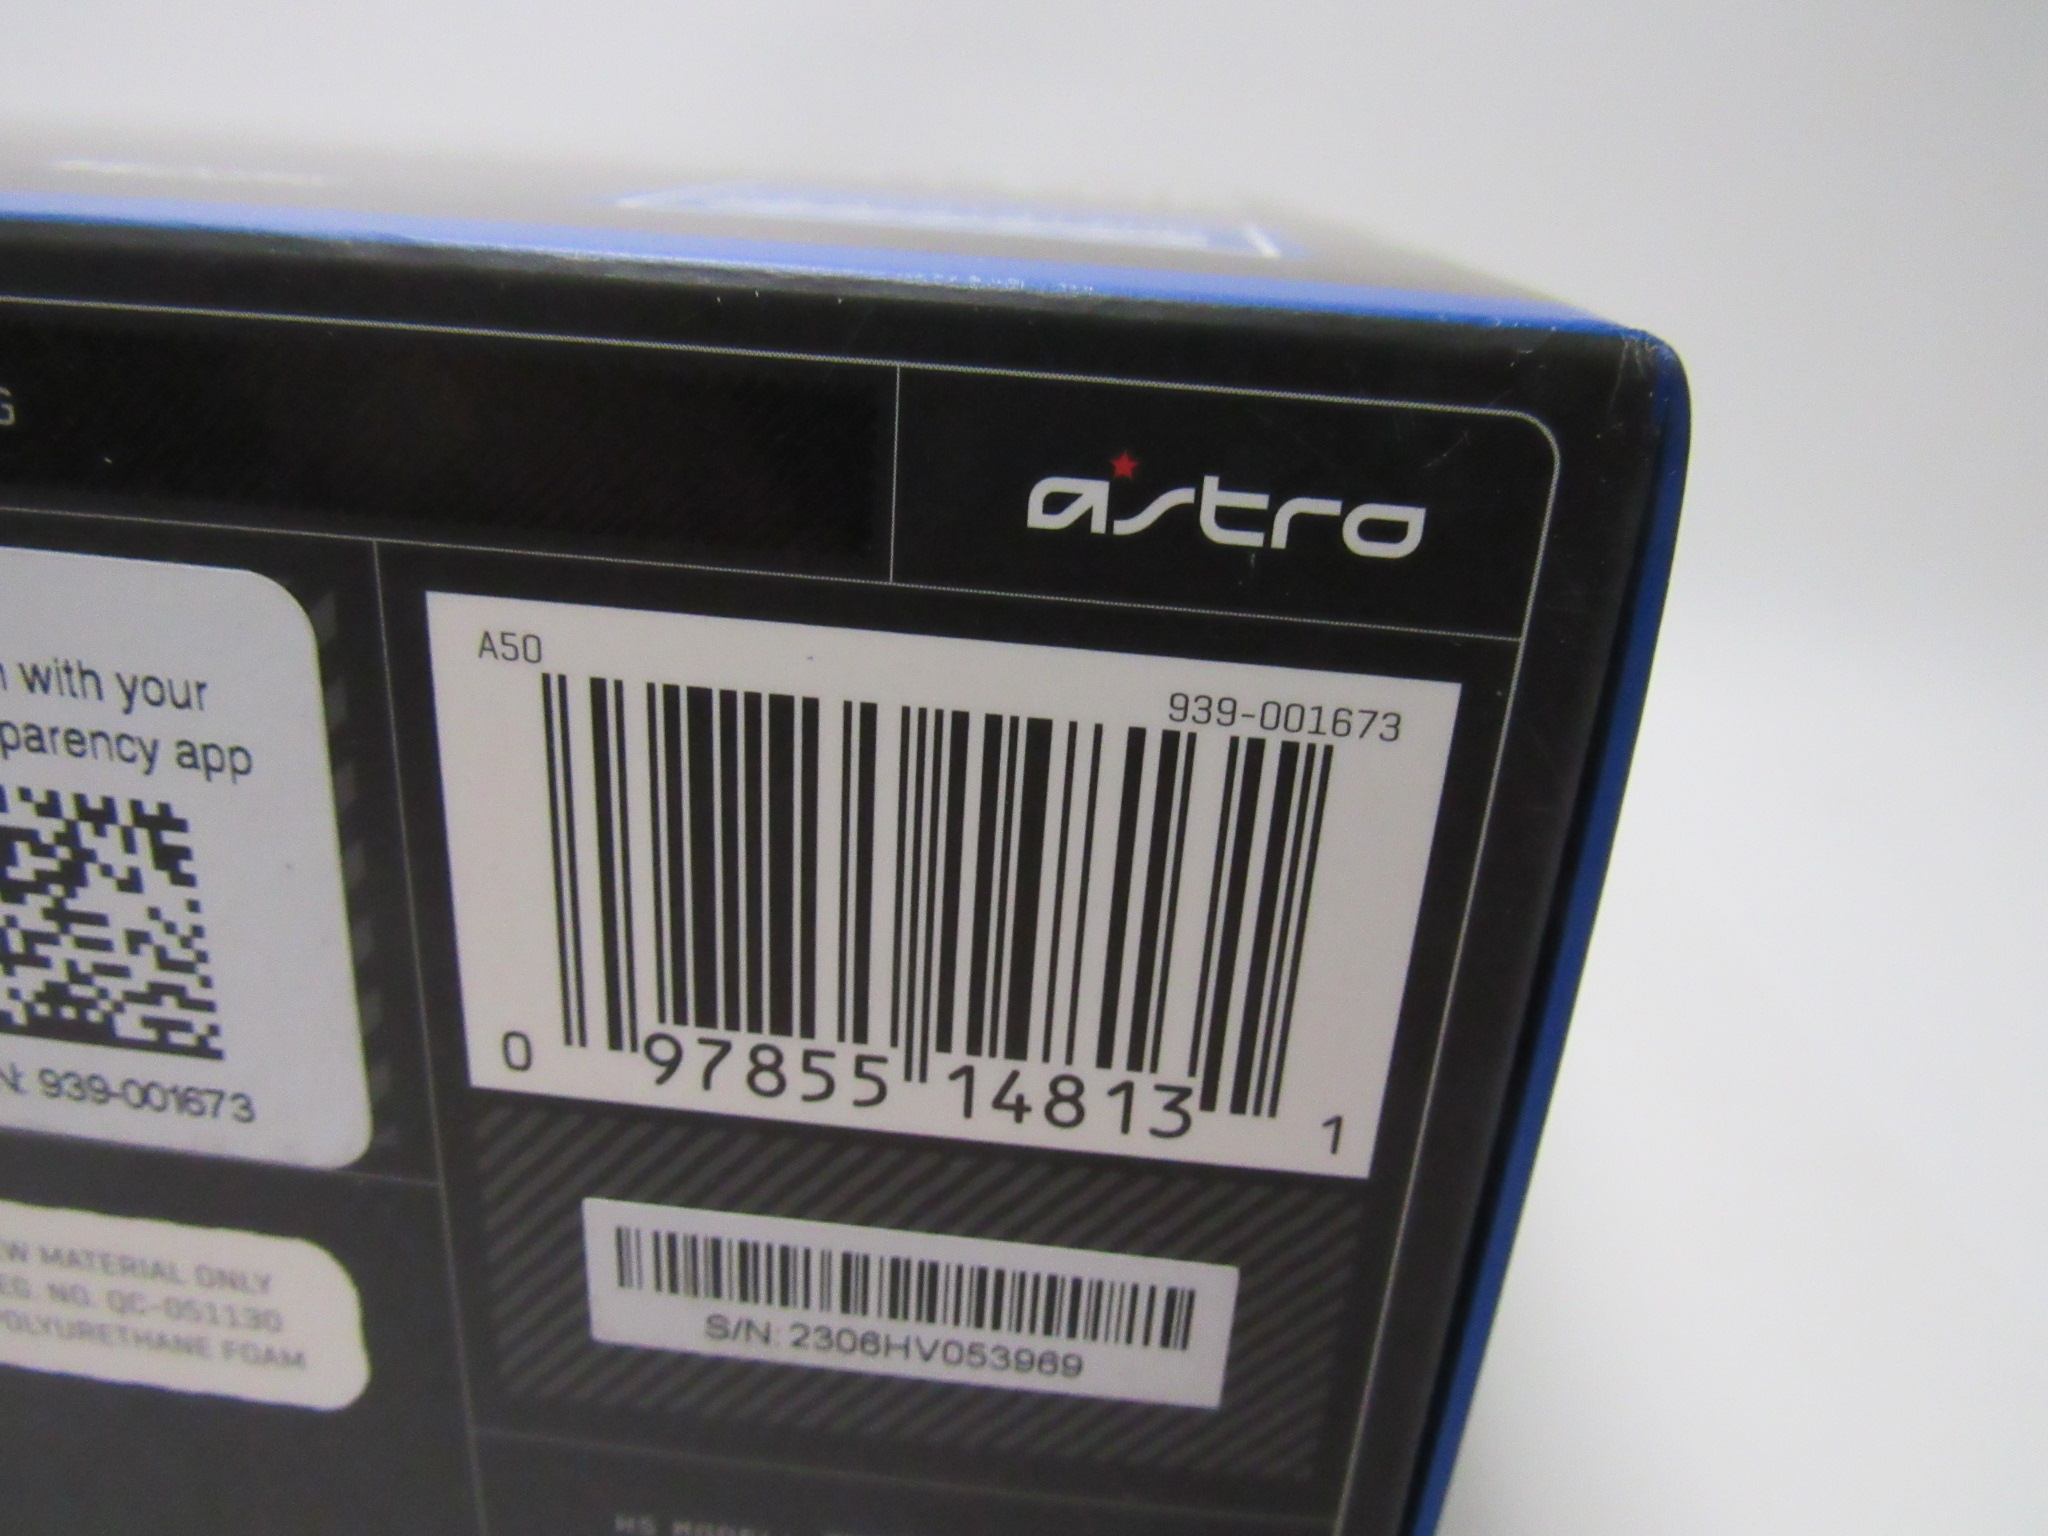 G
astro
A50
939-001673
0 97855 14813 1
with your
parency app
N: 939-001673
S/N: 2306HV053969
W MATERIAL ONLY
EG. NO. QC-051130
POLYURETHANE FOAM